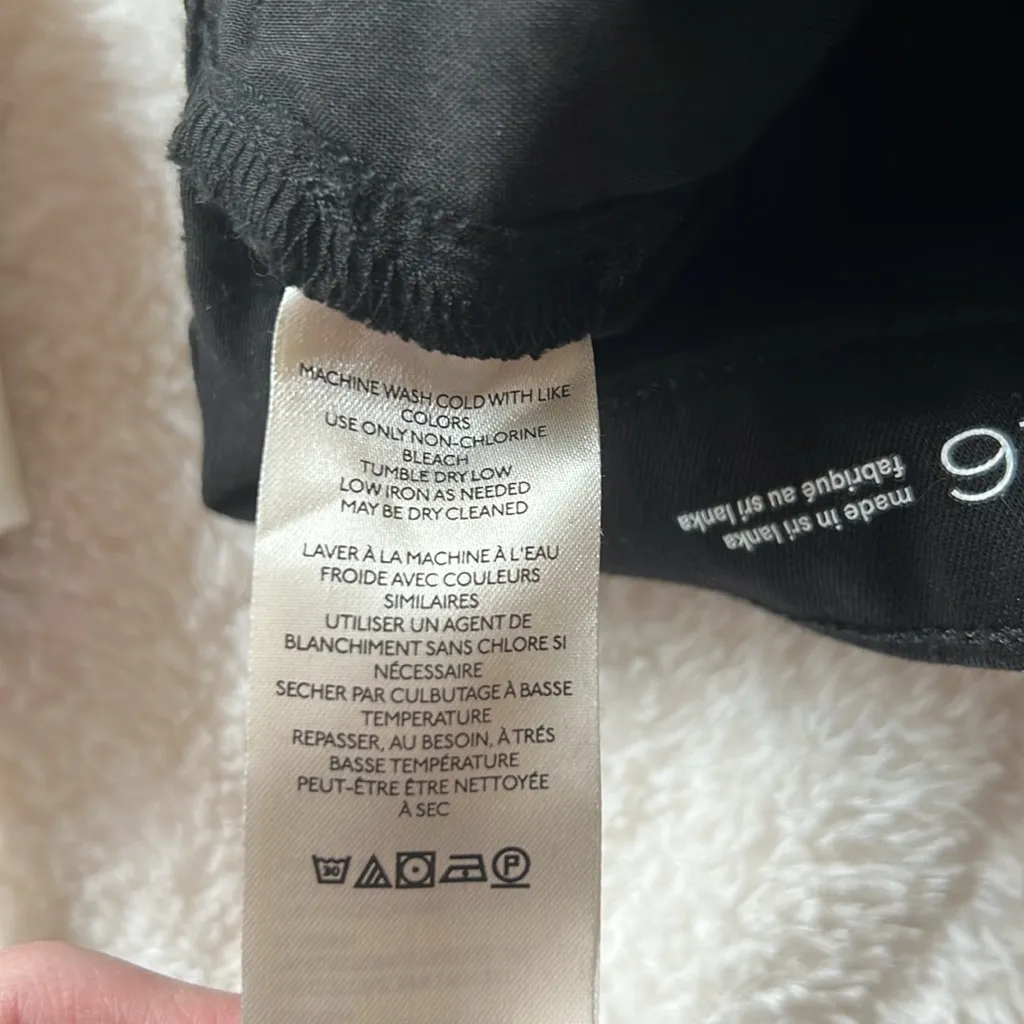 MACHINE WASH COLD WITH LIKE
COLORS
USE ONLY NON-CHLORINE
BLEACH
TUMBLE DRY LOW
LOW IRON AS NEEDED
MAY BE DRY CLEANED
LAVER À LA MACHINE À L'EAU
FROIDE AVEC COULEURS
SIMILAIRES
UTILISER UN AGENT DE
BLANCHIMENT SANS CHLORE SI
NÉCESSAIRE
SECHER PAR CULBUTAGE À BASSE
TEMPERATURE
REPASSER, AU BESOIN, À TRÉS
BASSE TEMPÉRATURE
PEUT-ÊTRE ÊTRE NETTOYÉE
À SEC
30 P
made in sri lanka
fabriqué au sri lanka